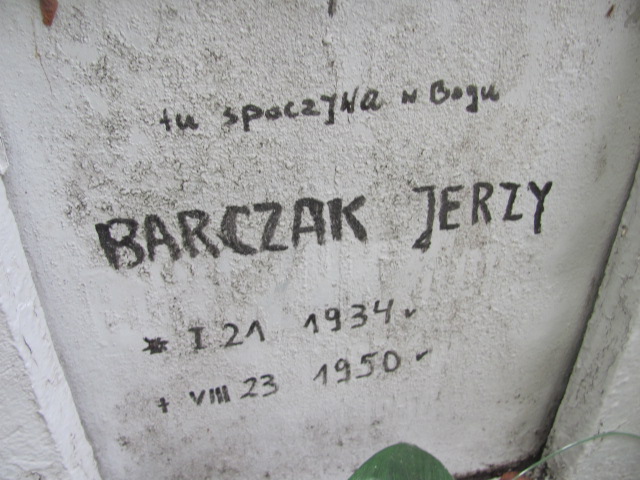 tu spoczywa w Bogu
BARCZAK JERZY
* I 21 1934 r
+ VIII 23 1950 r